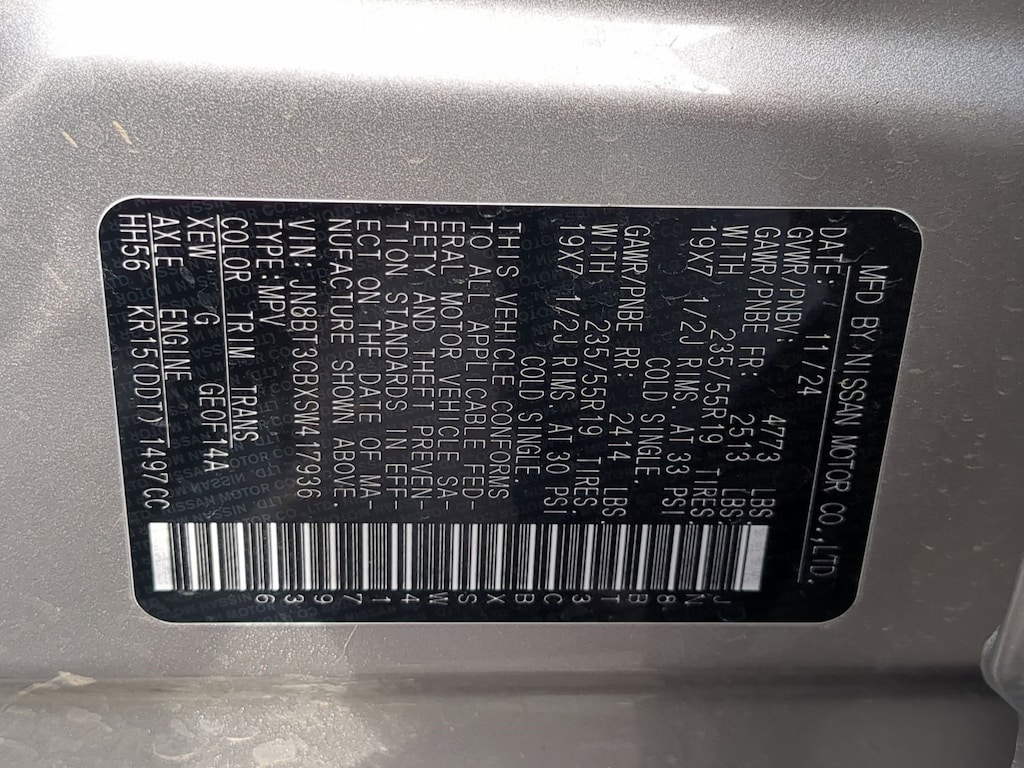 MFD BY NISSAN MOTOR CO.,LTD.
DATE: 11/24
GVWR/PNBV: 4773 LBS.
GAWR/PNBE FR: 2513 LBS.
WITH 235/55R19 TIRES.
19X7 1/2J RIMS. AT 33 PSI
COLD SINGLE.
GAWR/PNBE RR: 2414 LBS.
WITH 235/55R19 TIRES.
19X7 1/2J RIMS. AT 30 PSI
COLD SINGLE.
THIS VEHICLE CONFORMS
TO ALL APPLICABLE FED-
ERAL MOTOR VEHICLE SA-
FETY AND THEFT PREVEN-
TION STANDARDS IN EFF-
ECT ON THE DATE OF MA-
NUFACTURE SHOWN ABOVE.
VIN: JN8BT3CBXSW417936
TYPE:MPV
COLOR TRIM TRANS
XEW G GE0F14A
AXLE ENGINE
HH56 KR15(DDT) 1497CC
JN8BT3CBXSW417936